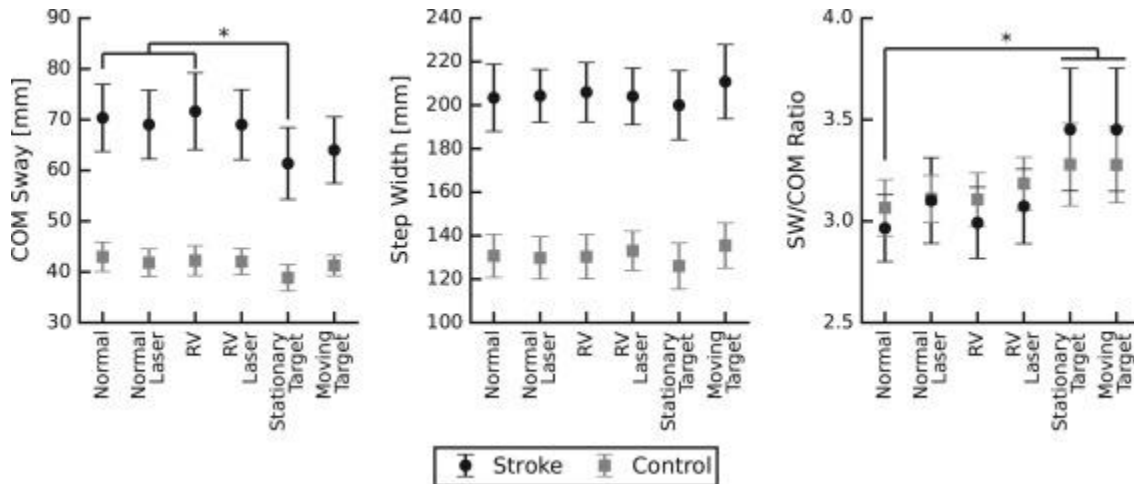 90
80
70
60
50
40
30
COM Sway [mm]
*
Normal
Normal
Laser
RV
RV
Laser
Stationary
Target
Moving
Target
240
220
200
180
160
140
120
100
Step Width [mm]
Normal
Normal
Laser
RV
RV
Laser
Stationary
Target
Moving
Target
4.0
3.5
3.0
2.5
SW/COM Ratio
*
Normal
Normal
Laser
RV
RV
Laser
Stationary
Target
Moving
Target
Stroke Control